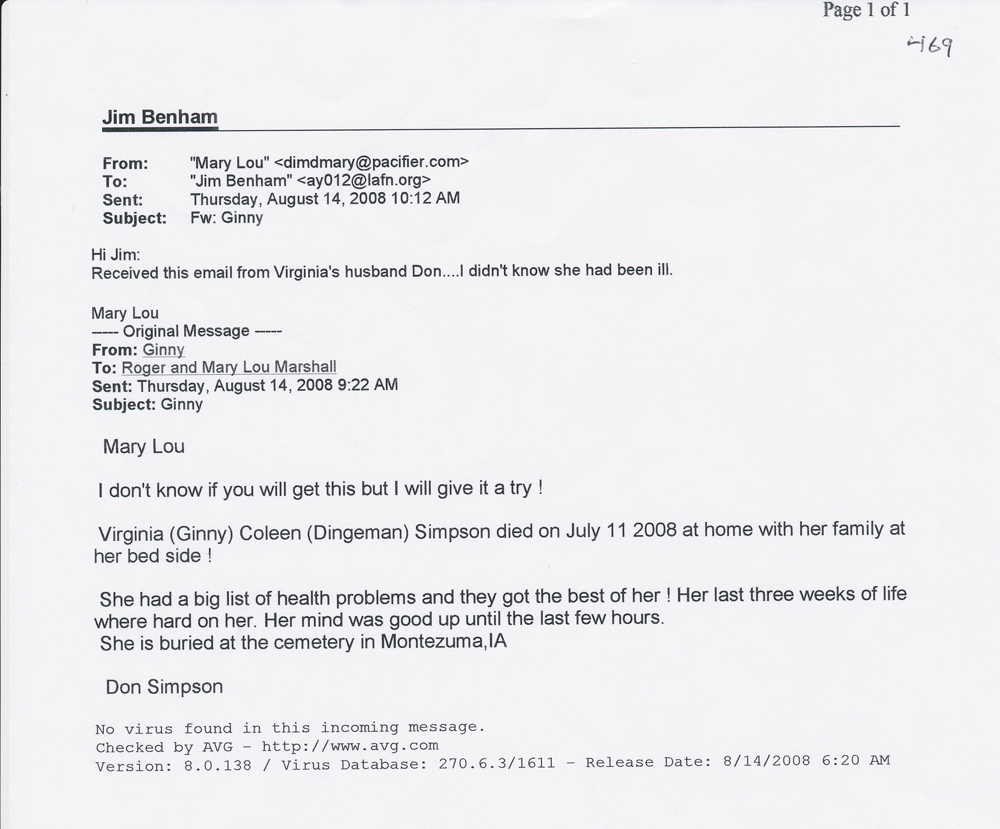 Page 1 of 1
469
Jim Benham
From: "Mary Lou" <dimdmary@pacifier.com>
To: "Jim Benham" <ay012@lafn.org>
Sent: Thursday, August 14, 2008 10:12 AM
Subject: Fw: Ginny
Hi Jim:
Received this email from Virginia's husband Don....I didn't know she had been ill.
Mary Lou
----- Original Message -----
From: Ginny
To: Roger and Mary Lou Marshall
Sent: Thursday, August 14, 2008 9:22 AM
Subject: Ginny
Mary Lou
I don't know if you will get this but I will give it a try !
Virginia (Ginny) Coleen (Dingeman) Simpson died on July 11 2008 at home with her family at
her bed side !
She had a big list of health problems and they got the best of her ! Her last three weeks of life
where hard on her. Her mind was good up until the last few hours.
She is buried at the cemetery in Montezuma,IA
Don Simpson
No virus found in this incoming message.
Checked by AVG - http://www.avg.com
Version: 8.0.138 / Virus Database: 270.6.3/1611 - Release Date: 8/14/2008 6:20 AM